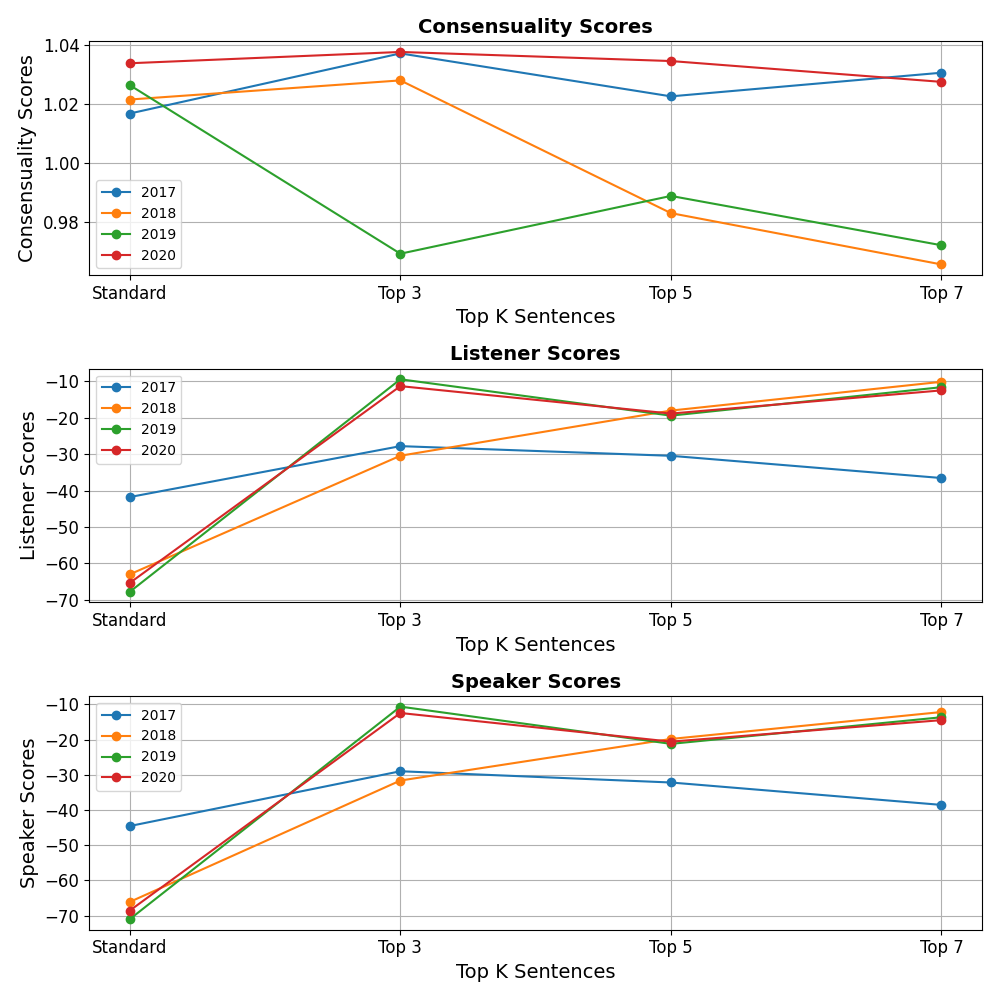 Consensuality Scores
Consensuality Scores
1.04
1.02
1.00
0.98
2017
2018
2019
2020
Standard Top 3 Top 5 Top 7
Top K Sentences
Listener Scores
Listener Scores
−10
−20
−30
−40
−50
−60
−70
2017
2018
2019
2020
Standard Top 3 Top 5 Top 7
Top K Sentences
Speaker Scores
Speaker Scores
−10
−20
−30
−40
−50
−60
−70
2017
2018
2019
2020
Standard Top 3 Top 5 Top 7
Top K Sentences